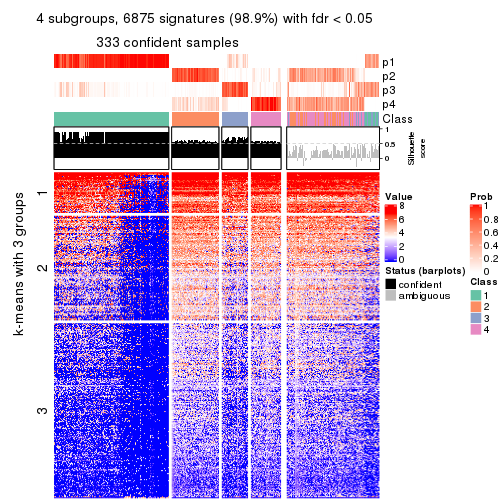 4 subgroups, 6875 signatures (98.9%) with fdr < 0.05
333 confident samples
p1
p2
p3
p4
Class
1
0.5
0
Silhouette
score
k-means with 3 groups
1
2
3
Value
8
6
4
2
0
Status (barplots)
confident
ambiguous
Prob
1
0.8
0.6
0.4
0.2
0
Class
1
2
3
4